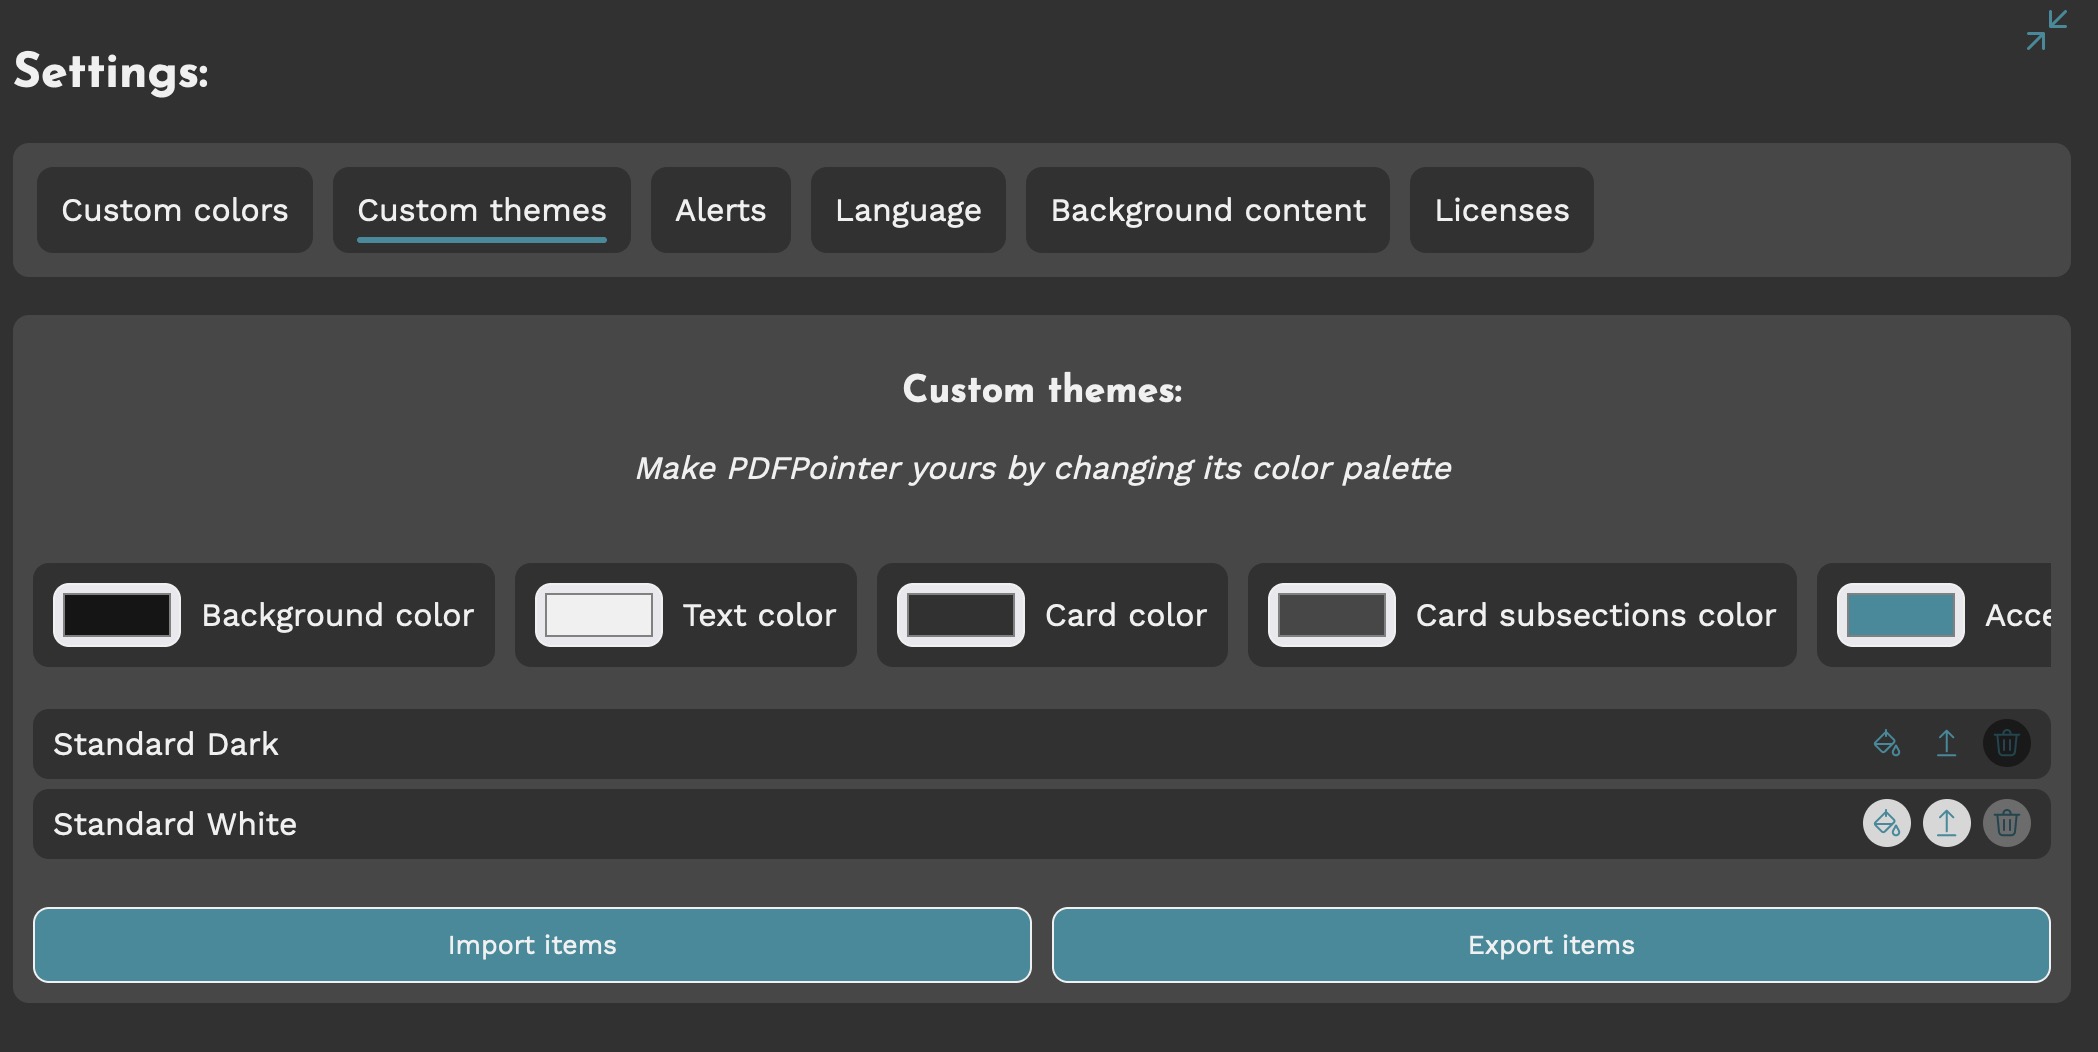 Settings:
Custom colors
Custom themes
Alerts
Language
Background content
Licenses
Custom themes:
Make PDFPointer yours by changing its color palette
Background color
Text color
Card color
Card subsections color
Acce
Standard Dark
Standard White
Import items
Export items